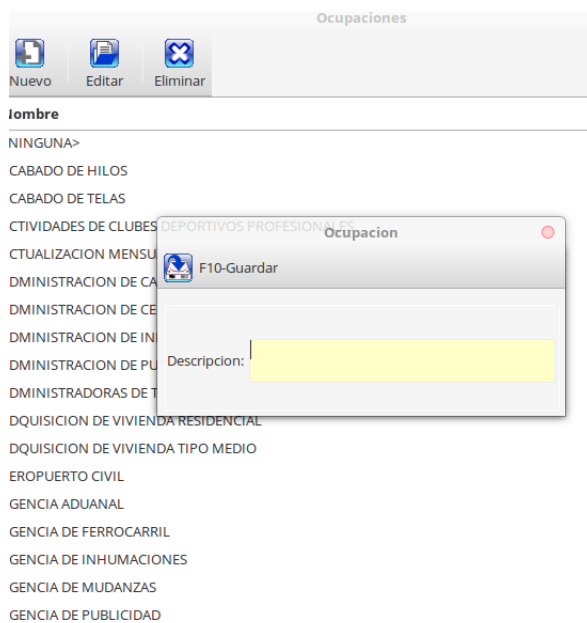 Ocupaciones
Nuevo Editar Eliminar
Nombre
NINGUNA>
CABADO DE HILOS
CABADO DE TELAS
CTIVIDADES DE CLUBES DEPORTIVOS PROFESIONALES
CTUALIZACION MENSU
DMINISTRACION DE CA
DMINISTRACION DE CE
DMINISTRACION DE IN
DMINISTRACION DE PU
DMINISTRADORAS DE T
DQUISICION DE VIVIENDA RESIDENCIAL
DQUISICION DE VIVIENDA TIPO MEDIO
EROPUERTO CIVIL
GENCIA ADUANAL
GENCIA DE FERROCARRIL
GENCIA DE INHUMACIONES
GENCIA DE MUDANZAS
GENCIA DE PUBLICIDAD
Ocupacion
F10-Guardar
Descripcion: